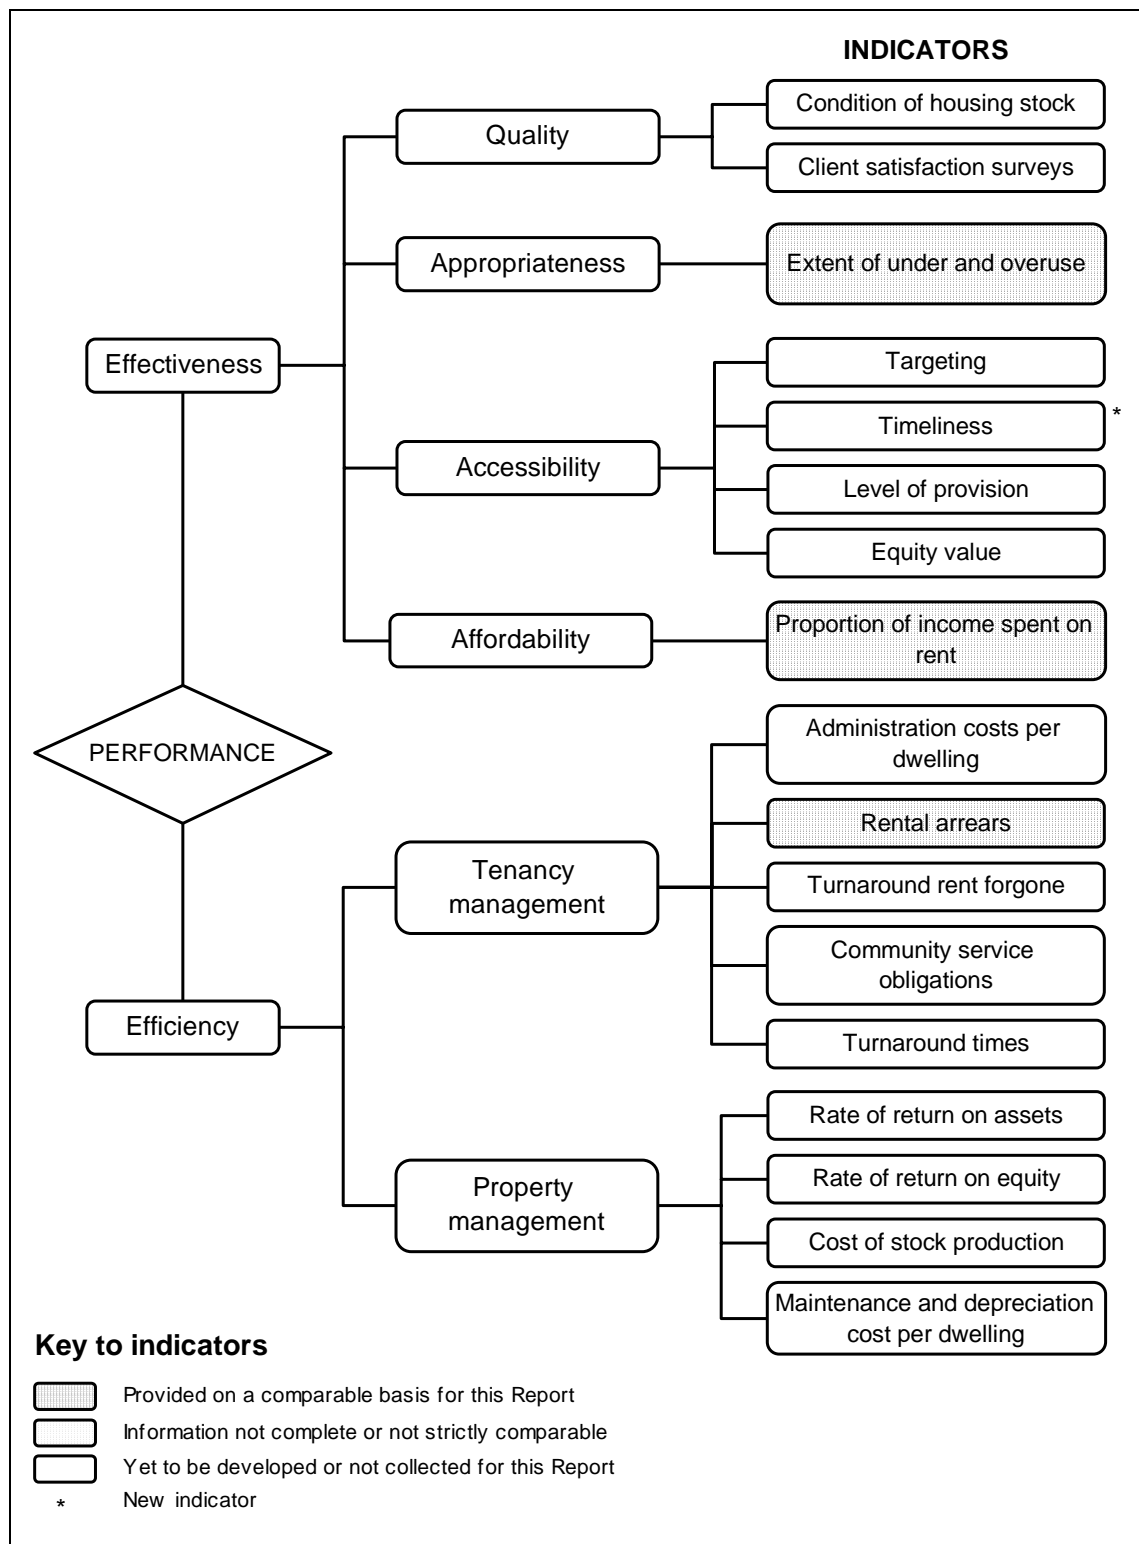 INDICATORS
Quality
Condition of housing stock
Client satisfaction surveys
Appropriateness
Extent of under and overuse
Effectiveness
Accessibility
Targeting
Timeliness
*
Level of provision
Equity value
Affordability
Proportion of income spent on
rent
PERFORMANCE
Efficiency
Tenancy
management
Administration costs per
dwelling
Rental arrears
Turnaround rent forgone
Community service
obligations
Turnaround times
Property
management
Rate of return on assets
Rate of return on equity
Cost of stock production
Maintenance and depreciation
cost per dwelling
Key to indicators
Provided on a comparable basis for this Report
Information not complete or not strictly comparable
Yet to be developed or not collected for this Report
* New indicator